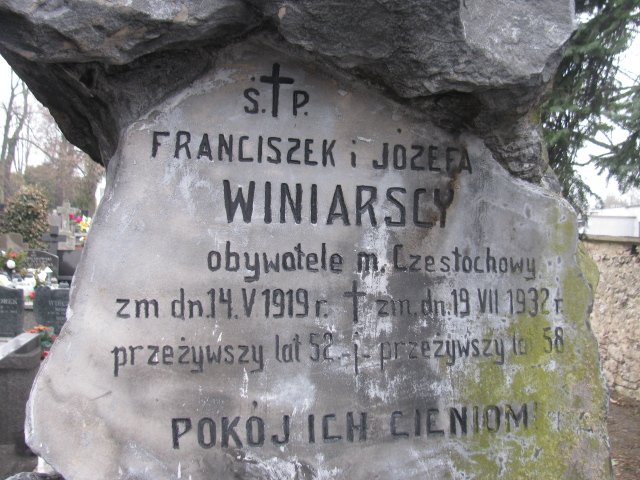 Ś.†P.
FRANCISZEK i JÓZEFA
WINIARSCY
obywatele m. Częstochowy
zm dn. 14.V 1919 r. † zm. dn. 19 VII 1932 r.
przeżywszy lat 52. przeżywszy la 58
POKÓJ ICH CIENIOM!